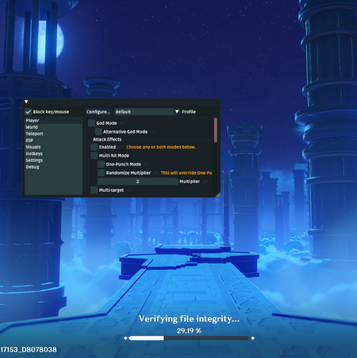 Block key/mouse
Configure...
default
Profile
Player
World
Teleport
ESP
Visuals
Hotkeys
Settings
Debug
God Mode
Alternative God Mode
Attack Effects
Enabled
Choose any or both modes below.
Multi-hit Mode
One-Punch Mode
Randomize Multiplier
This will override One-Pu
2
Multiplier
Multi-target
Verifying file integrity...
29.19 %
17153_D8078038